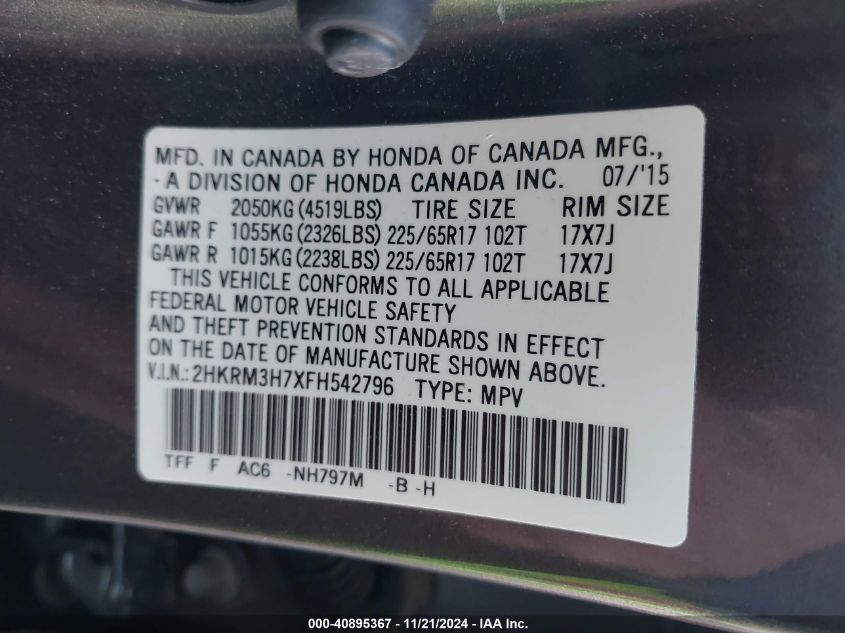 MFD. IN CANADA BY HONDA OF CANADA MFG.,
- A DIVISION OF HONDA CANADA INC. 07/'15
GVWR 2050KG (4519LBS) TIRE SIZE RIM SIZE
GAWR F 1055KG (2326LBS) 225/65R17 102T 17X7J
GAWR R 1015KG (2238LBS) 225/65R17 102T 17X7J
THIS VEHICLE CONFORMS TO ALL APPLICABLE
FEDERAL MOTOR VEHICLE SAFETY
AND THEFT PREVENTION STANDARDS IN EFFECT
ON THE DATE OF MANUFACTURE SHOWN ABOVE.
V.I.N.: 2HKRM3H7XFH542796 TYPE: MPV
TFF F AC6 -NH797M -B -H
000-40895367 - 11/21/2024 - IAA Inc.